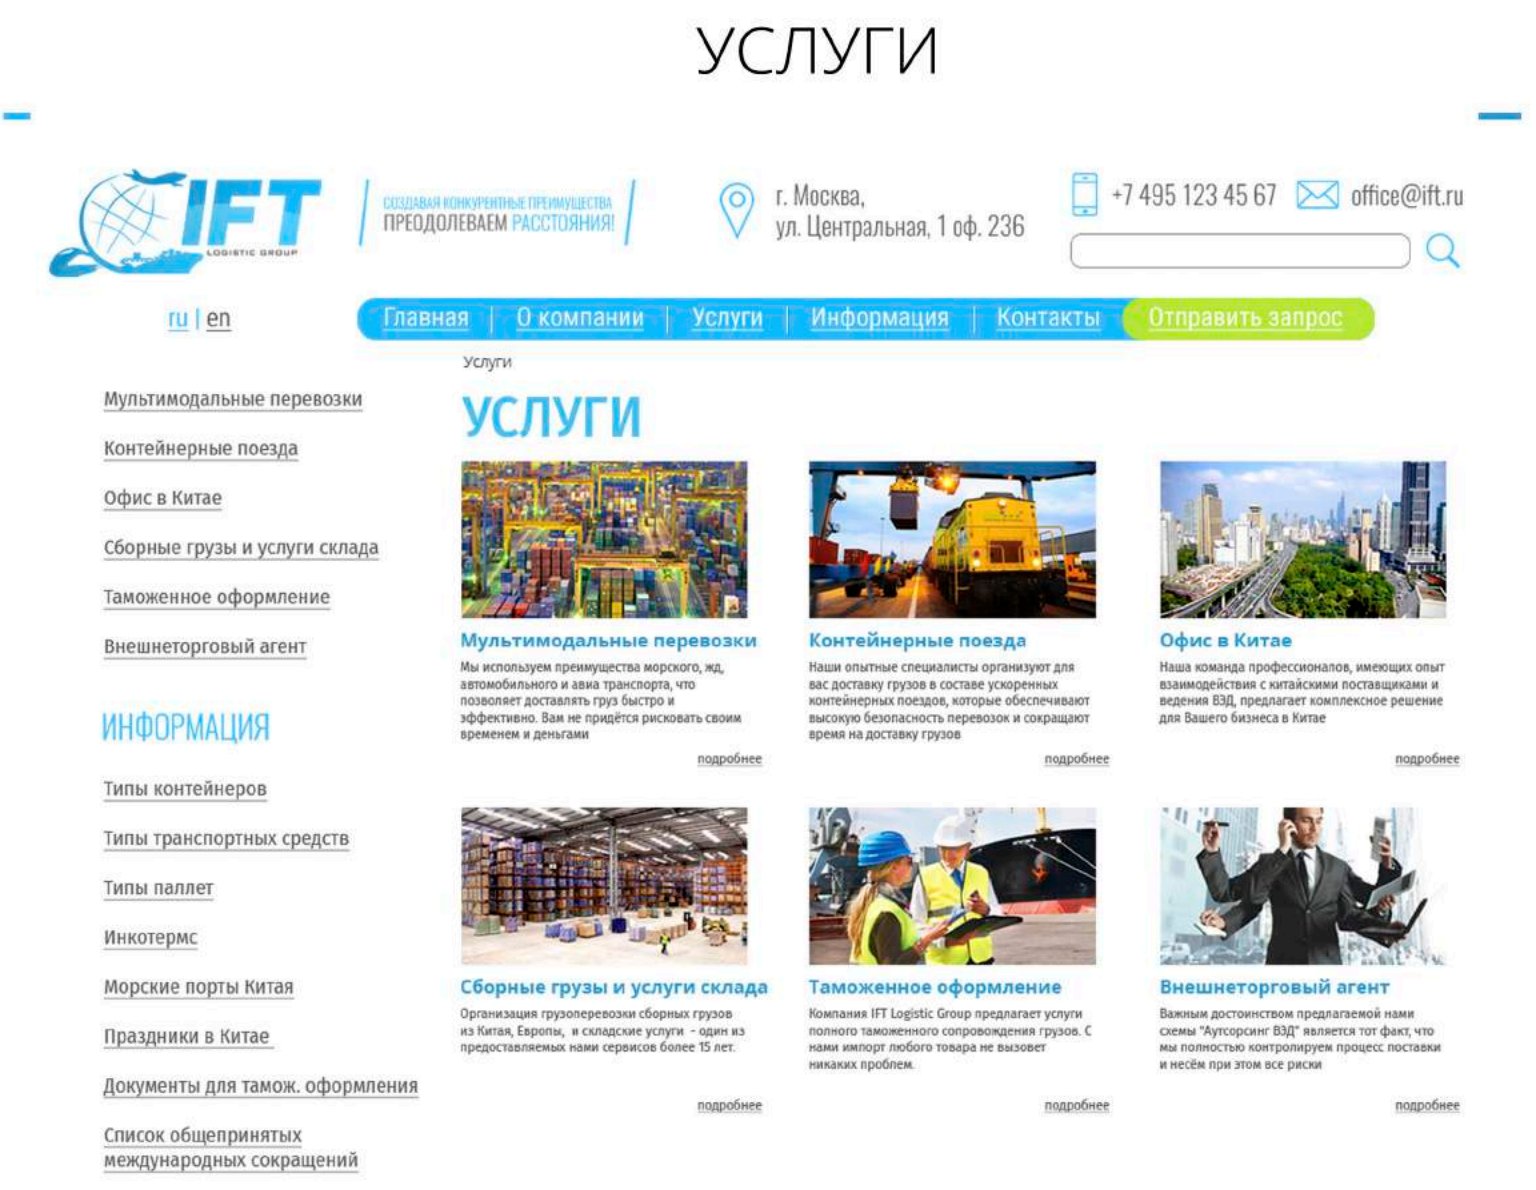 УСЛУГИ
IFT
LOGISTIC GROUP
СОЗДАВАЯ КОНКУРЕНТНЫЕ ПРЕИМУЩЕСТВА
ПРЕОДОЛЕВАЕМ РАССТОЯНИЯ!
г. Москва,
ул. Центральная, 1 оф. 236
+7 495 123 45 67
office@ift.ru
ru | en
Главная | О компании | Услуги | Информация | Контакты
Отправить запрос
Услуги
Мультимодальные перевозки
Контейнерные поезда
Офис в Китае
Сборные грузы и услуги склада
Таможенное оформление
Внешнеторговый агент
ИНФОРМАЦИЯ
Типы контейнеров
Типы транспортных средств
Типы паллет
Инкотермс
Морские порты Китая
Праздники в Китае
Документы для тамож. оформления
Список общепринятых
международных сокращений
УСЛУГИ
Мультимодальные перевозки
Мы используем преимущества морского, жд,
автомобильного и авиа транспорта, что
позволяет доставлять груз быстро и
эффективно. Вам не придётся рисковать своим
временем и деньгами
подробнее
Контейнерные поезда
Наши опытные специалисты организуют для
вас доставку грузов в составе ускоренных
контейнерных поездов, которые обеспечивают
высокую безопасность перевозок и сокращают
время на доставку грузов
подробнее
Офис в Китае
Наша команда профессионалов, имеющих опыт
взаимодействия с китайскими поставщиками и
ведения ВЭД, предлагает комплексное решение
для Вашего бизнеса в Китае
подробнее
Сборные грузы и услуги склада
Организация грузоперевозки сборных грузов
из Китая, Европы, и складские услуги - один из
предоставляемых нами сервисов более 15 лет.
подробнее
Таможенное оформление
Компания IFT Logistic Group предлагает услуги
полного таможенного сопровождения грузов. С
нами импорт любого товара не вызовет
никаких проблем.
подробнее
Внешнеторговый агент
Важным достоинством предлагаемой нами
схемы "Аутсорсинг ВЭД" является тот факт, что
мы полностью контролируем процесс поставки
и несём при этом все риски
подробнее